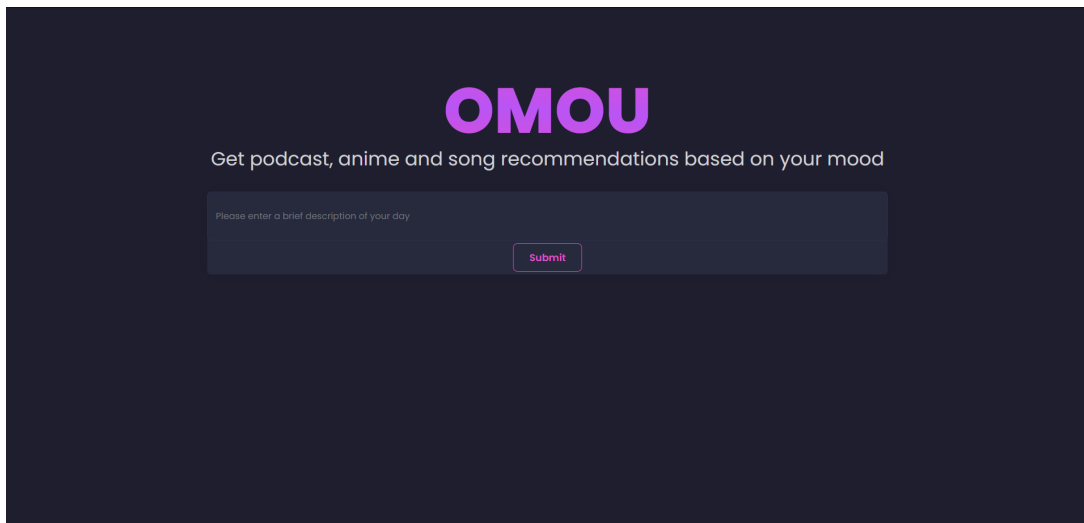 OMOU
Get podcast, anime and song recommendations based on your mood
Please enter a brief description of your day
Submit